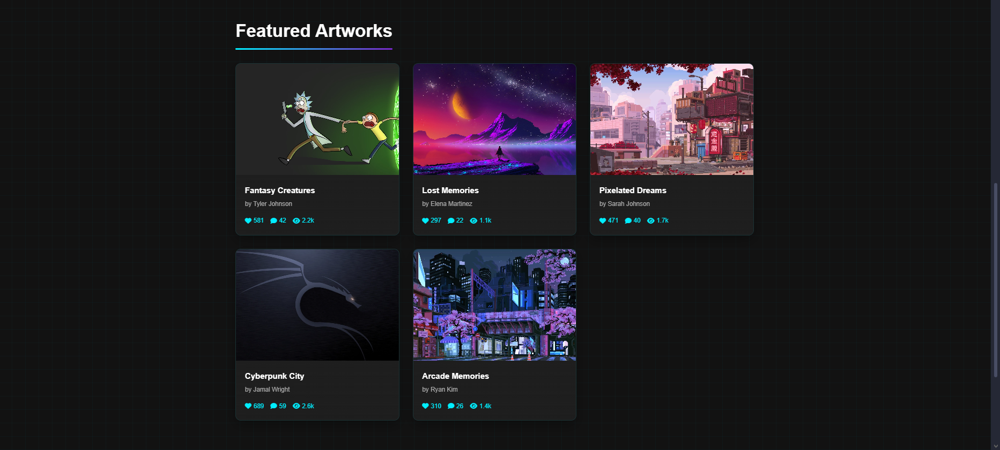 Featured Artworks
Fantasy Creatures
by Tyler Johnson
581 42 2.2k
Lost Memories
by Elena Martinez
297 22 1.1k
Pixelated Dreams
by Sarah Johnson
471 40 1.7k
Cyberpunk City
by Jamal Wright
689 59 2.6k
Arcade Memories
by Ryan Kim
310 26 1.4k